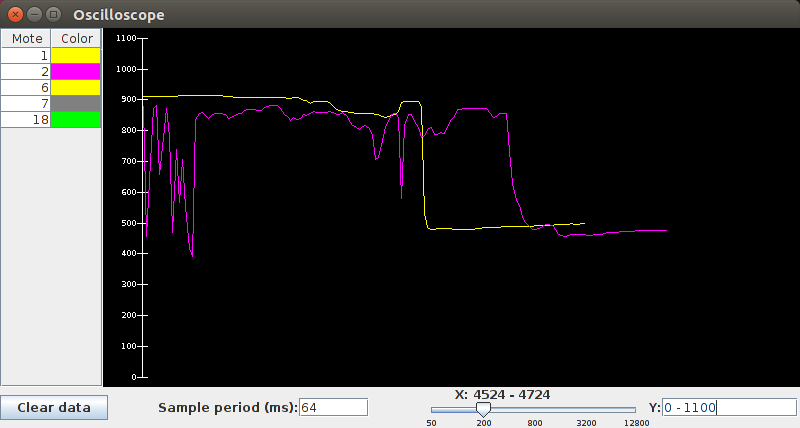 Oscilloscope
Mote Color
1
2
6
7
18
1100
1000
900
800
700
600
500
400
300
200
100
0
Clear data
Sample period (ms): 64
X: 4524 - 4724
50 200 800 3200 12800
Y: 0 - 1100